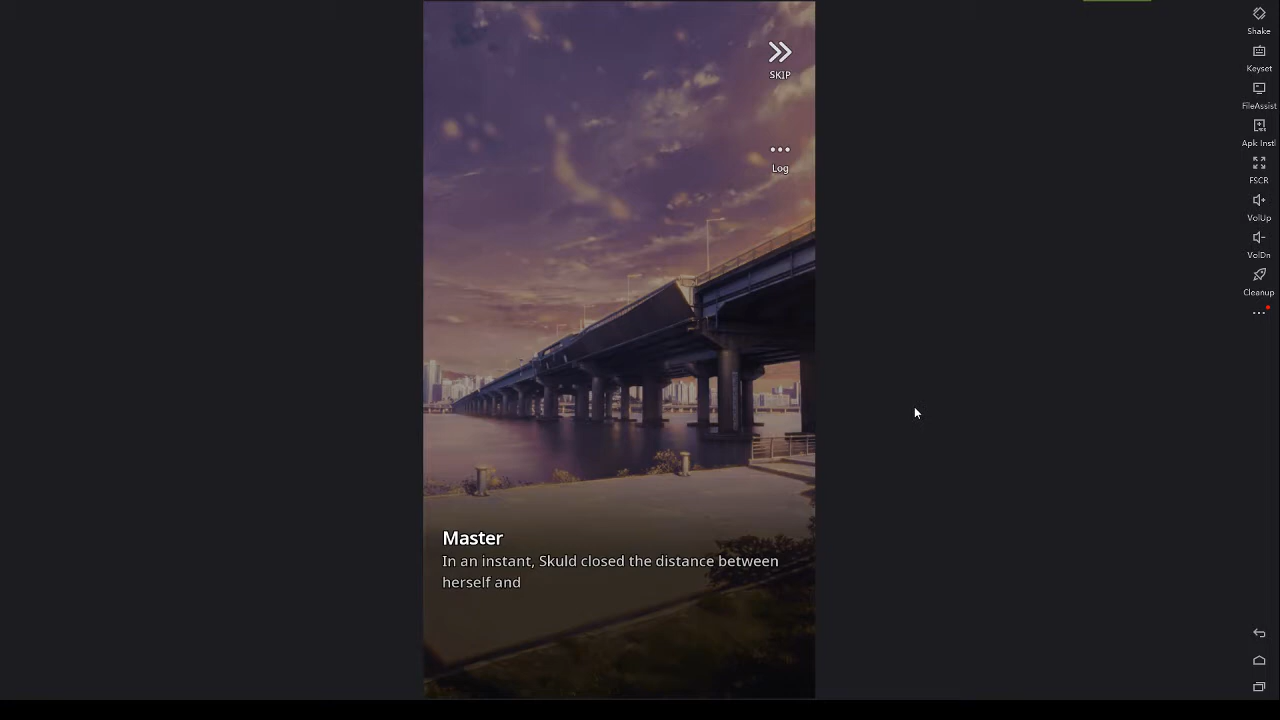 SKIP
Log
Master
In an instant, Skuld closed the distance between
herself and
Shake
Keyset
FileAssist
Apk Insti
FSCR
VolUp
VolDn
Cleanup